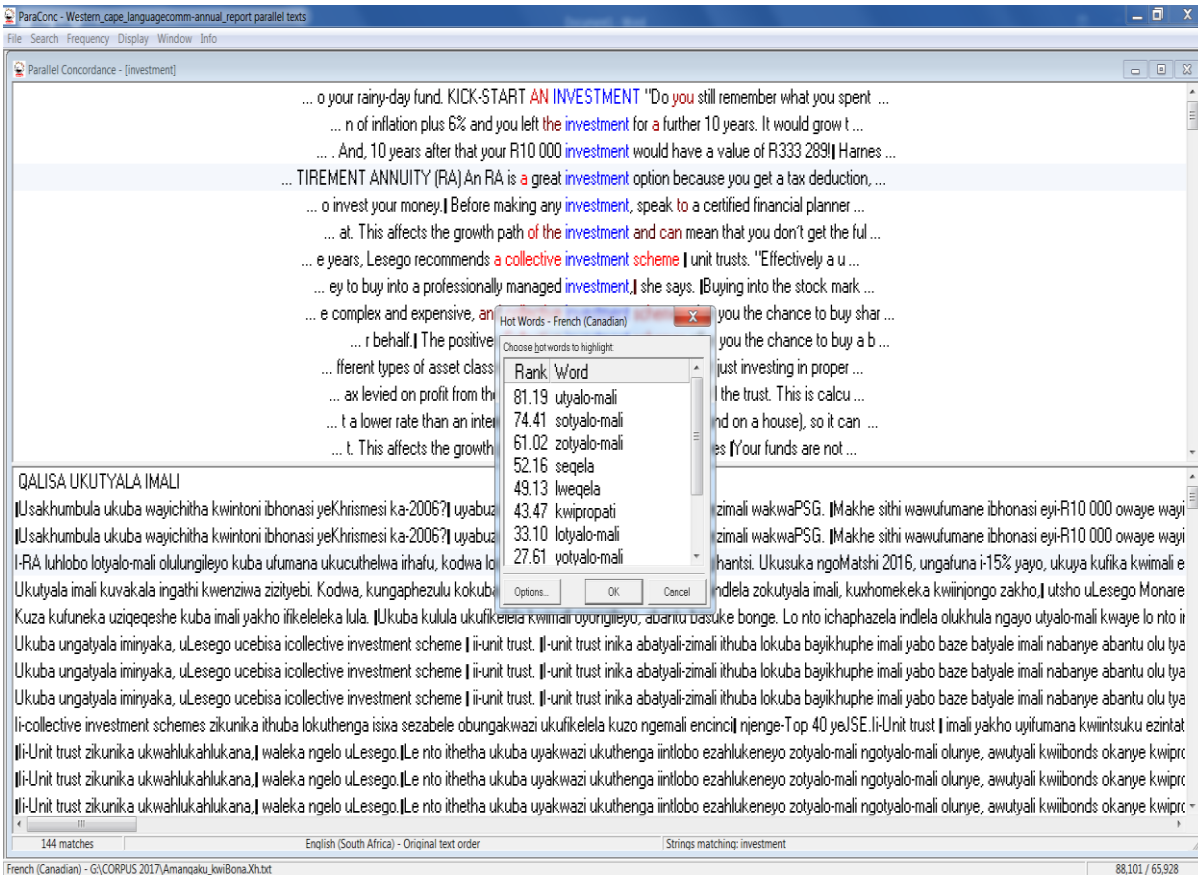 ParaConc - Western_cape_languagecomm-annual_report parallel texts
File Search Frequency Display Window Info
Parallel Concordance - [investment]
... o your rainy-day fund. KICK-START AN INVESTMENT "Do you still remember what you spent ...
... n of inflation plus 6% and you left the investment for a further 10 years. It would grow t ...
... . And, 10 years after that your R10 000 investment would have a value of R333 289!| Harnes ...
... TIREMENT ANNUITY (RA) An RA is a great investment option because you get a tax deduction, ...
... o invest your money.| Before making any investment, speak to a certified financial planner ...
... at. This affects the growth path of the investment and can mean that you don't get the ful ...
... e years, Lesego recommends a collective investment scheme | unit trusts. "Effectively a u ...
... ey to buy into a professionally managed investment,| she says. |Buying into the stock mark ...
... e complex and expensive, an you the chance to buy shar ...
... r behalf.| The positive you the chance to buy a b ...
... fferent types of asset class just investing in proper ...
... ax levied on profit from the the trust. This is calcu ...
... t a lower rate than an inter nd on a house), so it can ...
... t. This affects the growth es |Your funds are not ...
Hot Words - French (Canadian)
Choose hot words to highlight
Rank Word
81.19 utyalo-mali
74.41 sotyalo-mali
61.02 zotyalo-mali
52.16 seqela
49.13 lweqela
43.47 kwipropati
33.10 lotyalo-mali
27.61 yotyalo-mali
Options... OK Cancel
QALISA UKUTYALA IMALI
|Usakhumbula ukuba wayichitha kwintoni ibhonasi yeKhrismesi ka-2006?| uyabuz zimali wakwaPSG. |Makhe sithi wawufumane ibhonasi eyi-R10 000 owaye wayi
|Usakhumbula ukuba wayichitha kwintoni ibhonasi yeKhrismesi ka-2006?| uyabuz zimali wakwaPSG. |Makhe sithi wawufumane ibhonasi eyi-R10 000 owaye wayi
I-RA luhlobo lotyalo-mali olulungileyo kuba ufumana ukucuthelwa irhafu, kodwa lo hantsi. Ukusuka ngoMatshi 2016, ungafuna i-15% yayo, ukuya kufika kwimali e
Ukutyala imali kuvakala ingathi kwenziwa zizityebi. Kodwa, kungaphezulu kokuba ndlela zokutyala imali, kuxhomekeka kwiinjongo zakho,| utsho uLesego Monare
Kuza kufuneka uziqeqeshe kuba imali yakho ifikeleleka lula. |Ukuba kulula ukufikelela kwimali uyongileyo, abantu basuke bonge. Lo nto ichaphazela indlela olukhula ngayo utyalo-mali kwaye lo nto in
Ukuba ungatyala iminyaka, uLesego ucebisa icollective investment scheme | ii-unit trust. |I-unit trust inika abatyali-zimali ithuba lokuba bayikhuphe imali yabo baze batyale imali nabanye abantu olu tya
Ukuba ungatyala iminyaka, uLesego ucebisa icollective investment scheme | ii-unit trust. |I-unit trust inika abatyali-zimali ithuba lokuba bayikhuphe imali yabo baze batyale imali nabanye abantu olu tya
Ukuba ungatyala iminyaka, uLesego ucebisa icollective investment scheme | ii-unit trust. |I-unit trust inika abatyali-zimali ithuba lokuba bayikhuphe imali yabo baze batyale imali nabanye abantu olu tya
Ii-collective investment schemes zikunika ithuba lokuthenga isixa sezabele obungakwazi ukufikelela kuzo ngemali encinci| njenge-Top 40 yeJSE.Ii-Unit trust | imali yakho uyifumana kwiintsuku ezintat
|Ii-Unit trust zikunika ukwahlukahlukana,| waleka ngelo uLesego.|Le nto ithetha ukuba uyakwazi ukuthenga iintlobo ezahlukeneyo zotyalo-mali ngotyalo-mali olunye, awutyali kwiibonds okanye kwipro
|Ii-Unit trust zikunika ukwahlukahlukana,| waleka ngelo uLesego.|Le nto ithetha ukuba uyakwazi ukuthenga iintlobo ezahlukeneyo zotyalo-mali ngotyalo-mali olunye, awutyali kwiibonds okanye kwipro
|Ii-Unit trust zikunika ukwahlukahlukana,| waleka ngelo uLesego.|Le nto ithetha ukuba uyakwazi ukuthenga iintlobo ezahlukeneyo zotyalo-mali ngotyalo-mali olunye, awutyali kwiibonds okanye kwipro
144 matches English (South Africa) - Original text order Strings matching: investment
French (Canadian) - G:\CORPUS 2017\Amangaku_kwiBona.Xh.txt 88,101 / 65,928